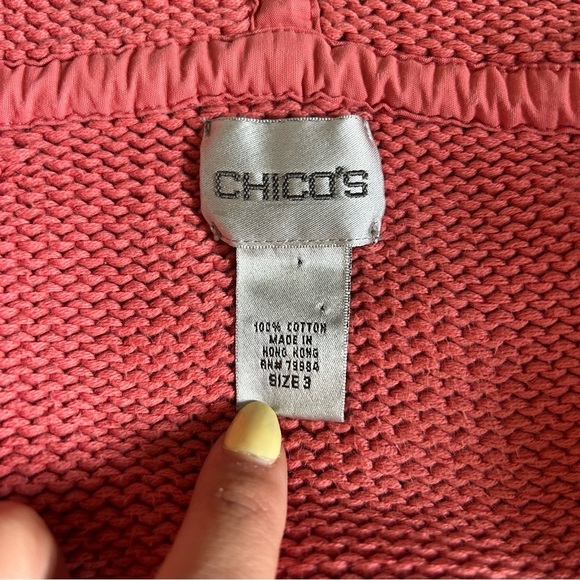 CHICO'S
100% COTTON
MADE IN
HONG KONG
RN# 79984
SIZE 3